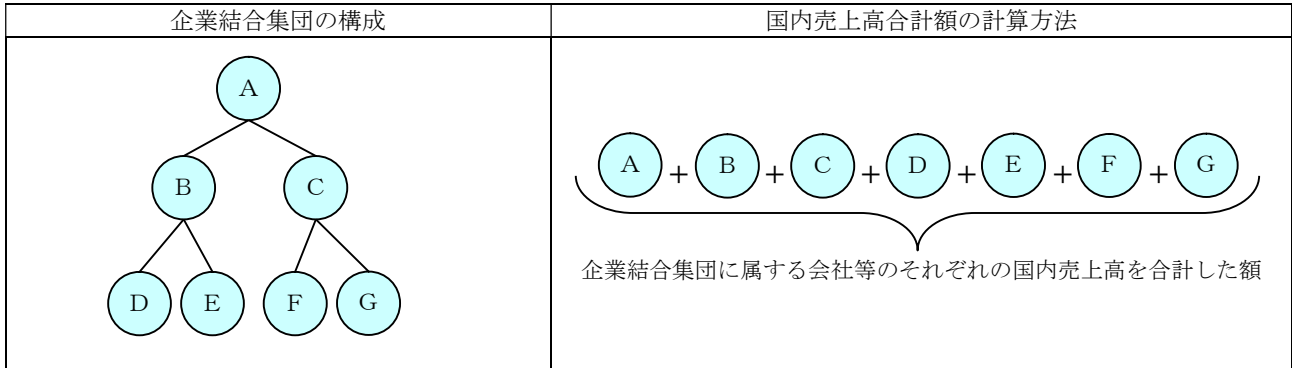 企業結合集団の構成
国内売上高合計額の計算方法
A
B
C
D
E
F
G
A + B + C + D + E + F + G
企業結合集団に属する会社等のそれぞれの国内売上高を合計した額